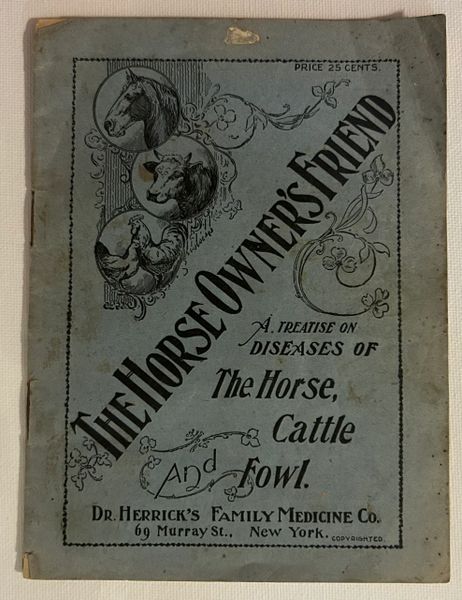 PRICE 25 CENTS.
THE HORSE OWNER'S FRIEND
A TREATISE ON
DISEASES OF
The Horse,
Cattle
And Fowl.
DR. HERRICK'S FAMILY MEDICINE CO.
69 Murray St., New York. COPYRIGHTED.